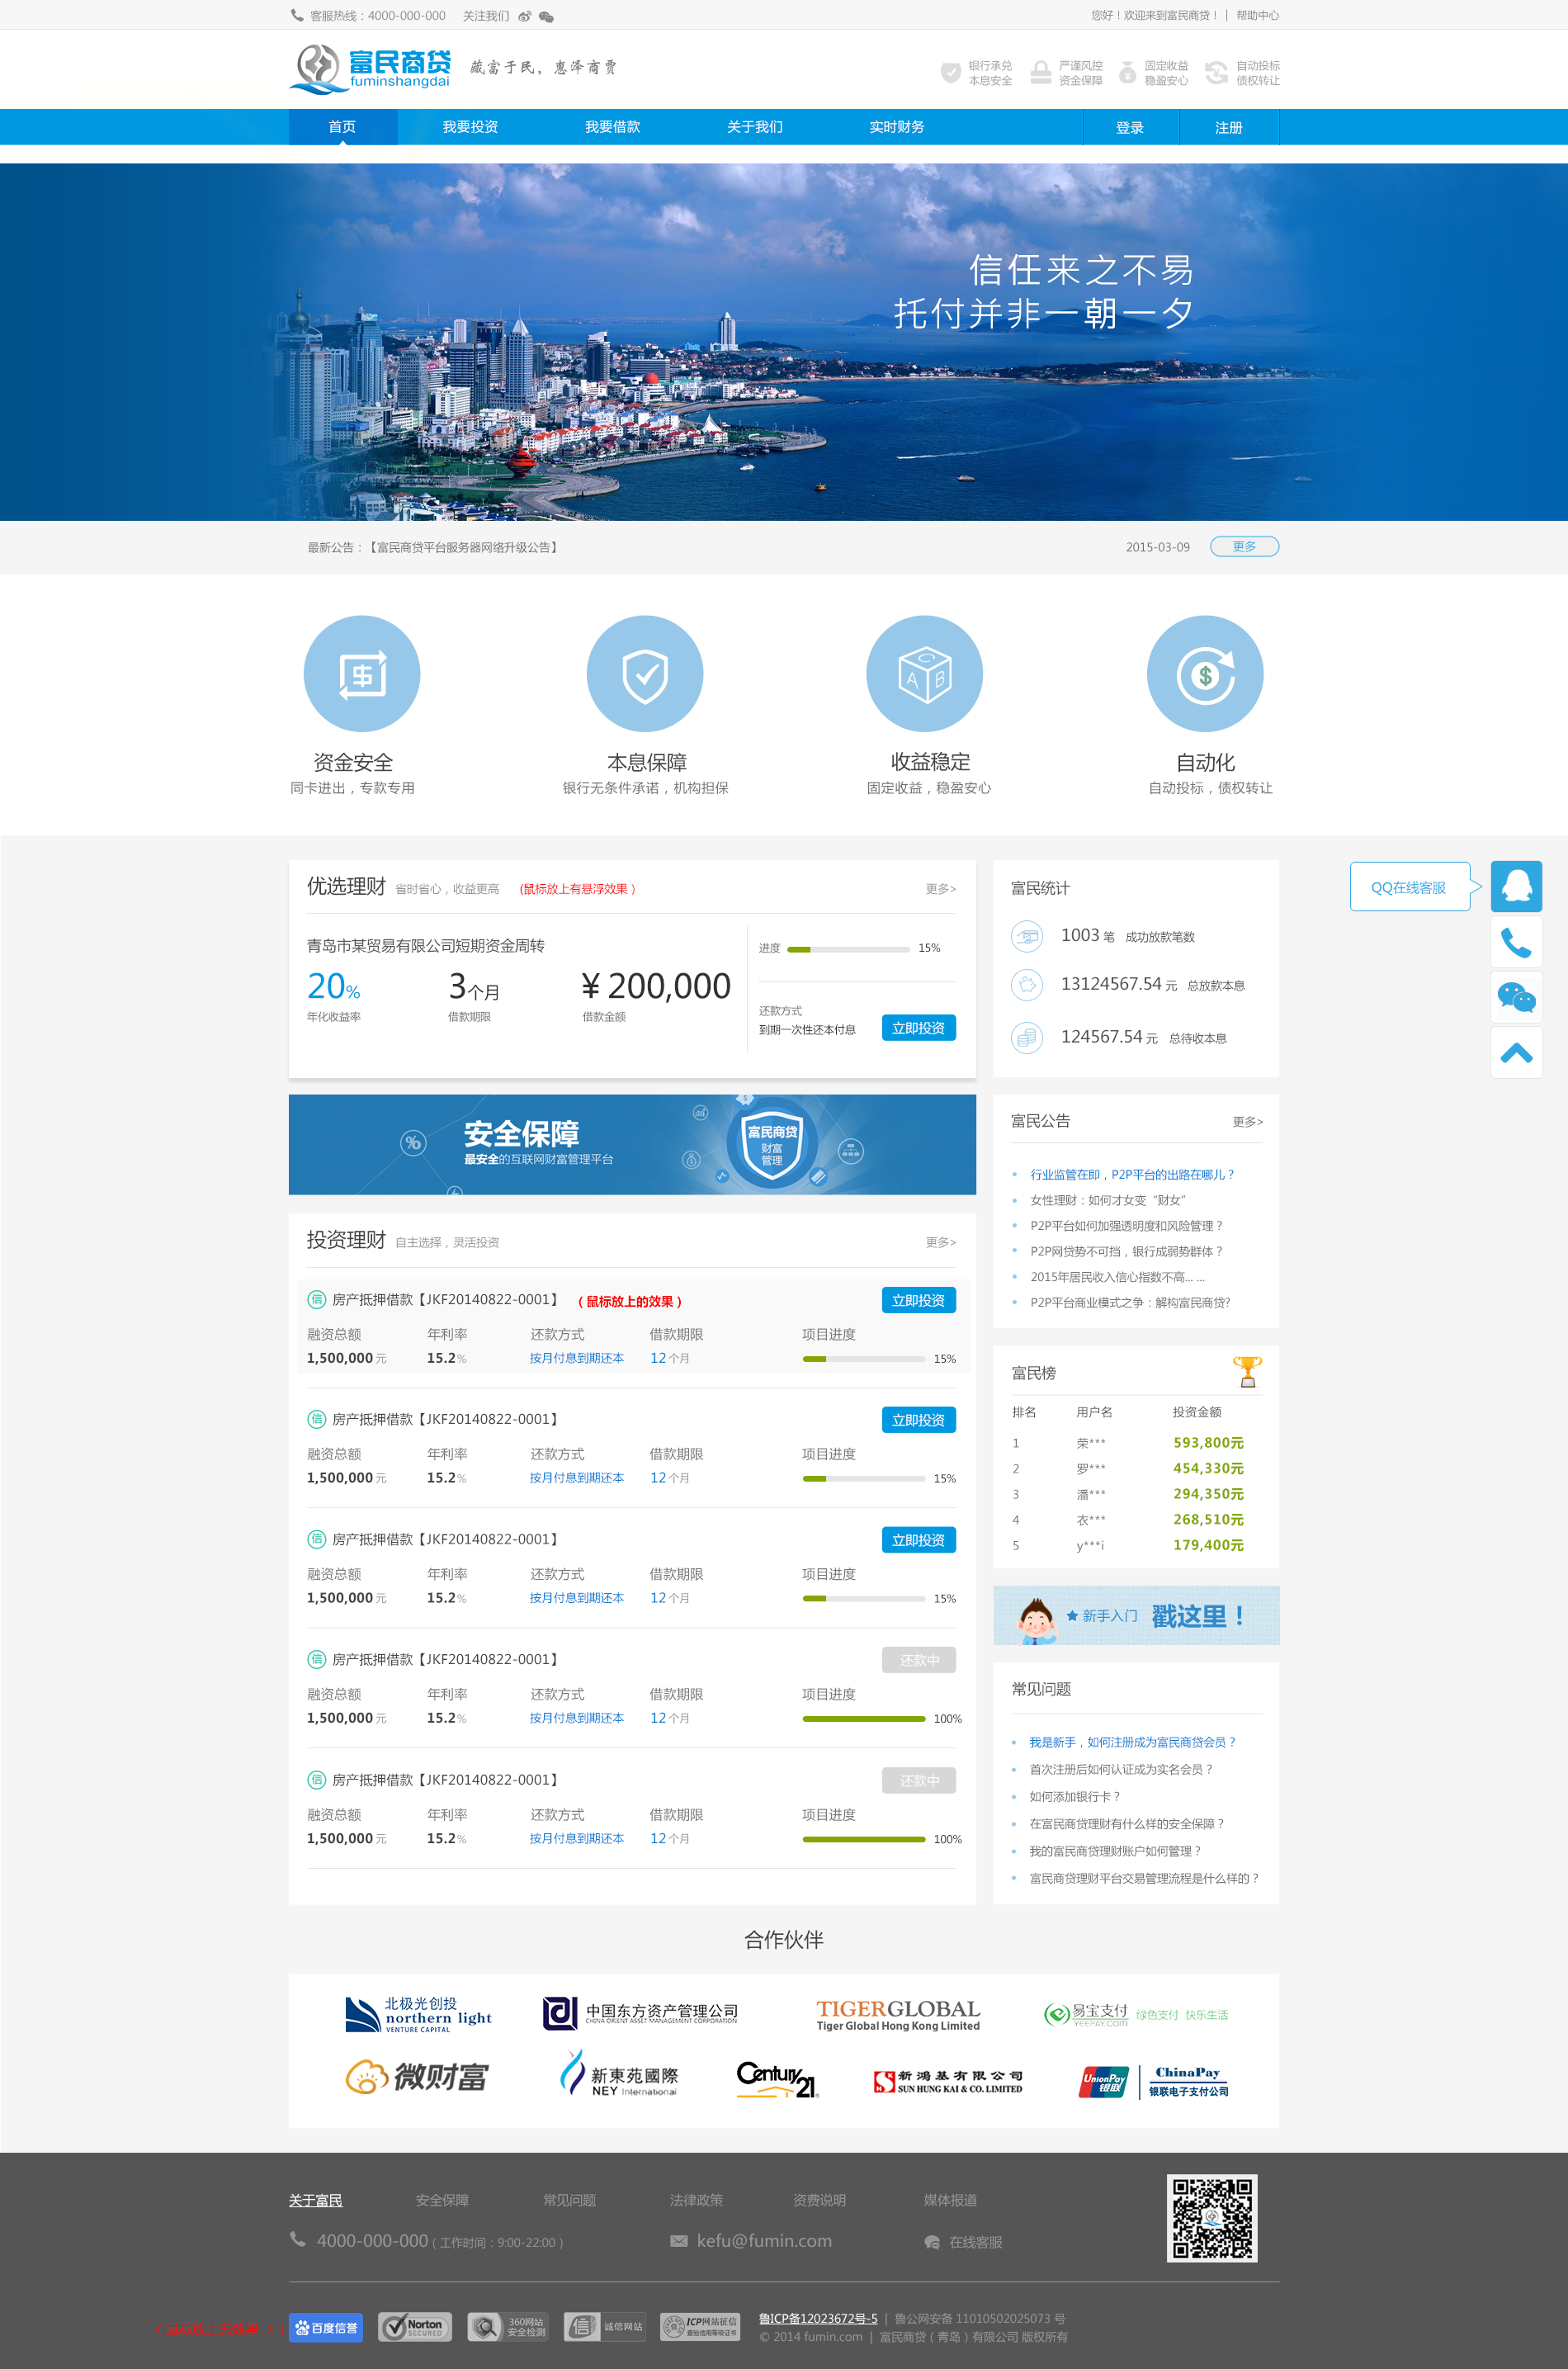 客服热线：4000-000-000 关注我们
您好！欢迎来到富民商贷！ | 帮助中心
富民商贷
fuminshangdai
藏富于民，惠泽商贾
银行承兑 本息安全
严谨风控 资金保障
固定收益 稳盈安心
自动投标 债权转让
首页 我要投资 我要借款 关于我们 实时财务 登录 注册
信任来之不易
托付并非一朝一夕
最新公告：【富民商贷平台服务器网络升级公告】 2015-03-09 更多
A B
$
资金安全
同卡进出，专款专用
本息保障
银行无条件承诺，机构担保
收益稳定
固定收益，稳盈安心
自动化
自动投标，债权转让
优选理财 省时省心，收益更高 (鼠标放上有悬浮效果） 更多>
青岛市某贸易有限公司短期资金周转
20% 3个月 ¥ 200,000
年化收益率 借款期限 借款金额
进度 15%
还款方式
到期一次性还本付息 立即投资
富民统计
1003 笔 成功放款笔数
13124567.54 元 总放款本息
124567.54 元 总待收本息
QQ在线客服
安全保障
最安全的互联网财富管理平台
富民商贷
财富
管理
富民公告 更多>
行业监管在即，P2P平台的出路在哪儿？
女性理财：如何才女变“财女”
P2P平台如何加强透明度和风险管理？
P2P网贷势不可挡，银行成弱势群体？
2015年居民收入信心指数不高... ...
P2P平台商业模式之争：解构富民商贷?
投资理财 自主选择，灵活投资 更多>
信 房产抵押借款【JKF20140822-0001】 （鼠标放上的效果） 立即投资
融资总额 年利率 还款方式 借款期限 项目进度
1,500,000 元 15.2% 按月付息到期还本 12 个月 15%
信 房产抵押借款【JKF20140822-0001】 立即投资
融资总额 年利率 还款方式 借款期限 项目进度
1,500,000 元 15.2% 按月付息到期还本 12 个月 15%
信 房产抵押借款【JKF20140822-0001】 立即投资
融资总额 年利率 还款方式 借款期限 项目进度
1,500,000 元 15.2% 按月付息到期还本 12 个月 15%
信 房产抵押借款【JKF20140822-0001】 还款中
融资总额 年利率 还款方式 借款期限 项目进度
1,500,000 元 15.2% 按月付息到期还本 12 个月 100%
信 房产抵押借款【JKF20140822-0001】 还款中
融资总额 年利率 还款方式 借款期限 项目进度
1,500,000 元 15.2% 按月付息到期还本 12 个月 100%
富民榜
排名 用户名 投资金额
1 荣*** 593,800元
2 罗*** 454,330元
3 潘*** 294,350元
4 衣*** 268,510元
5 y***i 179,400元
新手入门 戳这里！
常见问题
我是新手，如何注册成为富民商贷会员？
首次注册后如何认证成为实名会员？
如何添加银行卡？
在富民商贷理财有什么样的安全保障？
我的富民商贷理财账户如何管理？
富民商贷理财平台交易管理流程是什么样的？
合作伙伴
北极光创投
northern light
VENTURE CAPITAL
中国东方资产管理公司
CHINA ORIENT ASSET MANAGEMENT CORPORATION
TIGERGLOBAL
Tiger Global Hong Kong Limited
易宝支付
YEEPAY.COM
绿色支付 快乐生活
微财富
新東苑國際
NEY International
Century 21
新鴻基有限公司
SUN HUNG KAI & CO. LIMITED
UnionPay
银联
ChinaPay
银联电子支付公司
关于富民 安全保障 常见问题 法律政策 资费说明 媒体报道
4000-000-000（工作时间：9:00-22:00） kefu@fumin.com 在线客服
百度信誉
Norton
SECURED
360网站
安全检测
诚信网站
ICP网站征信
鲁ICP备12023672号-5 | 鲁公网安备 11010502025073 号
© 2014 fumin.com | 富民商贷（青岛）有限公司 版权所有